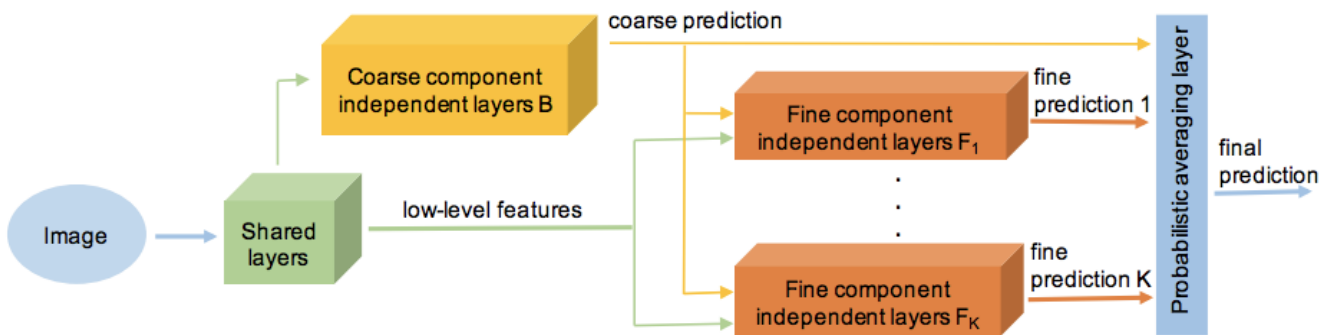 coarse prediction
Coarse component
independent layers B
fine
prediction 1
Fine component
independent layers F1
Probabilistic averaging layer
final
prediction
low-level features
Image
Shared
layers
.
.
.
fine
prediction K
Fine component
independent layers FK